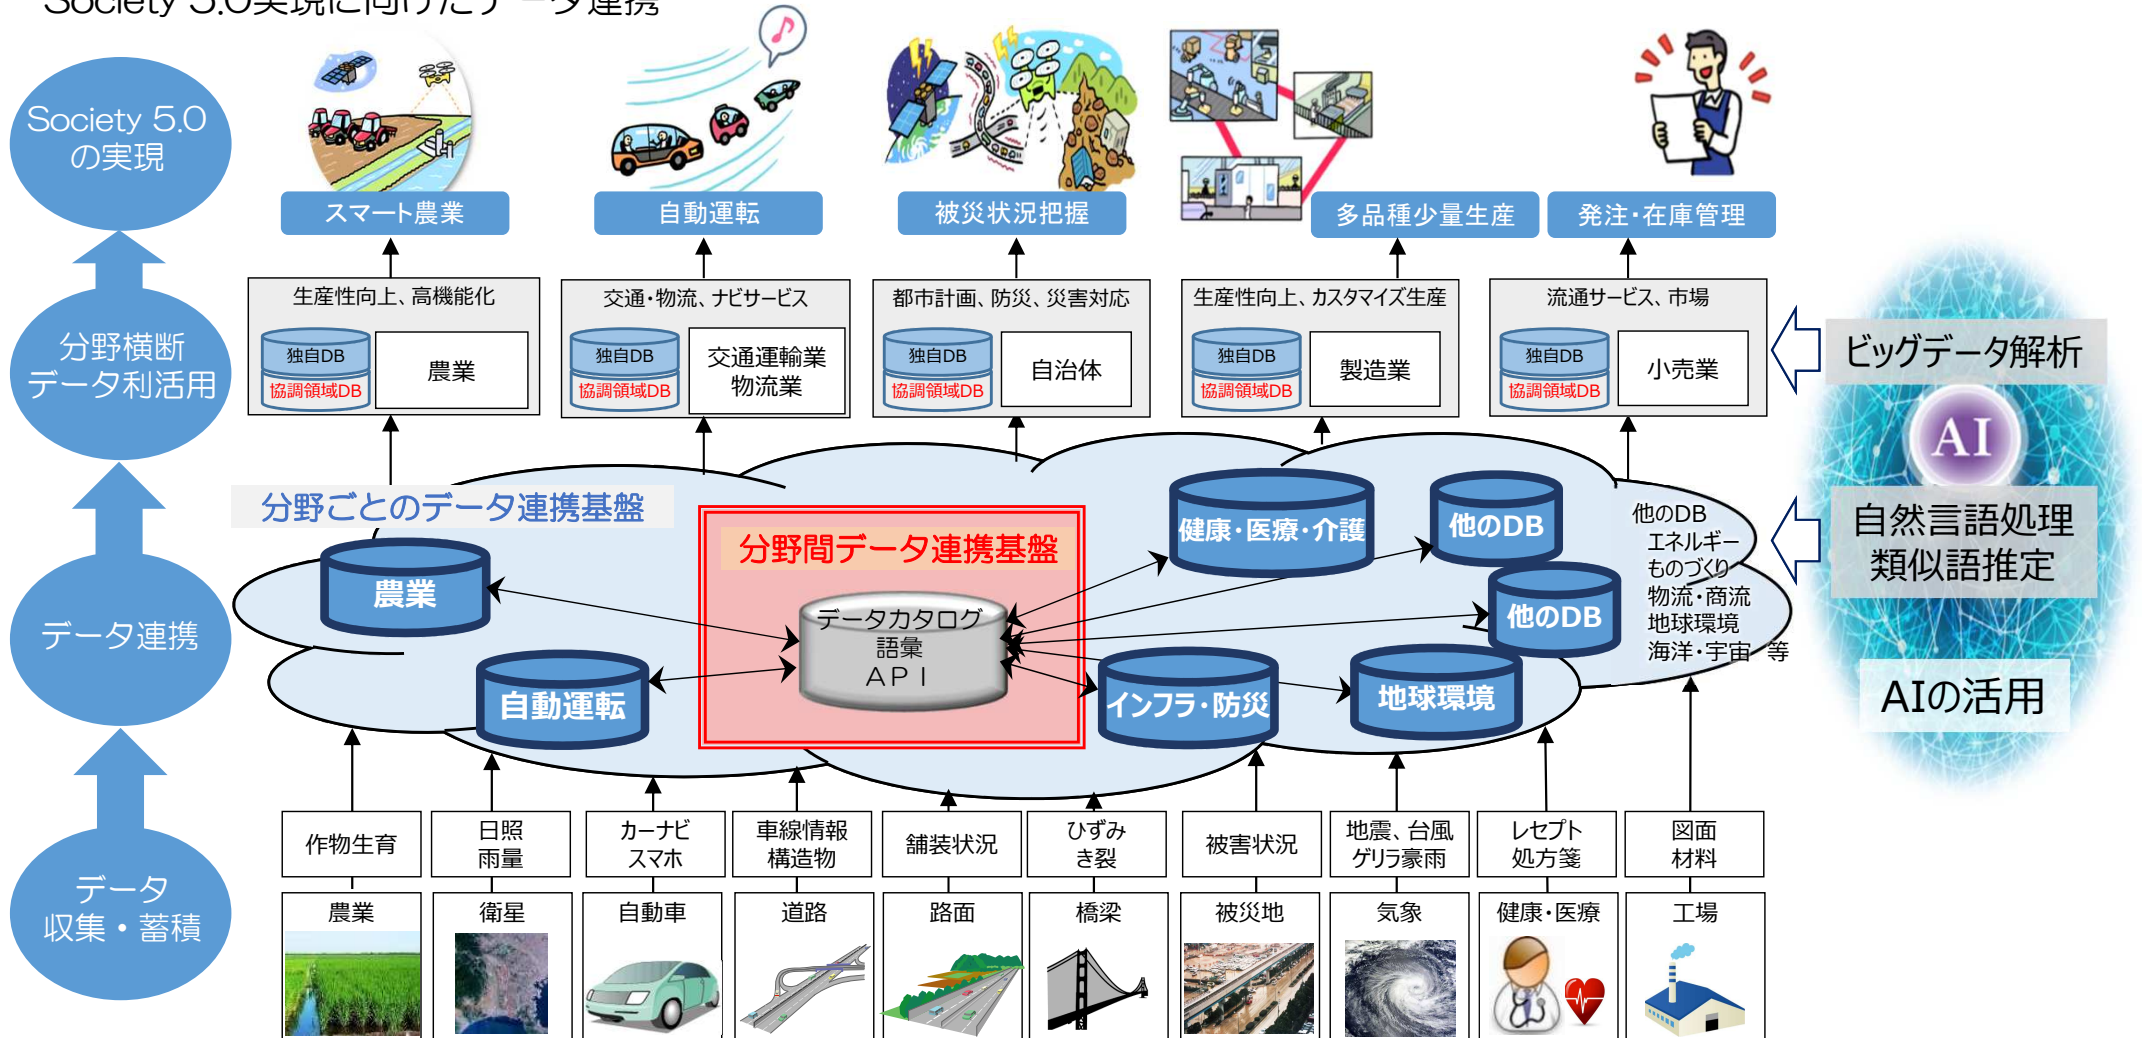 Society 5.0実現に向けたデータ連携
Society 5.0
の実現
スマート農業
自動運転
被災状況把握
多品種少量生産
発注・在庫管理
分野横断
データ利活用
生産性向上、高機能化
独自DB
協調領域DB
農業
交通・物流、ナビサービス
独自DB
協調領域DB
交通運輸業
物流業
都市計画、防災、災害対応
独自DB
協調領域DB
自治体
生産性向上、カスタマイズ生産
独自DB
協調領域DB
製造業
流通サービス、市場
独自DB
協調領域DB
小売業
ビッグデータ解析
AI
自然言語処理
類似語推定
AIの活用
データ連携
分野ごとのデータ連携基盤
農業
自動運転
分野間データ連携基盤
データカタログ
語彙
API
健康・医療・介護
他のDB
他のDB
インフラ・防災
地球環境
他のDB
エネルギー
ものづくり
物流・商流
地球環境
海洋・宇宙 等
データ
収集・蓄積
作物生育
日照
雨量
カーナビ
スマホ
車線情報
構造物
舗装状況
ひずみ
き裂
被害状況
地震、台風
ゲリラ豪雨
レセプト
処方箋
図面
材料
農業
衛星
自動車
道路
路面
橋梁
被災地
気象
健康・医療
工場